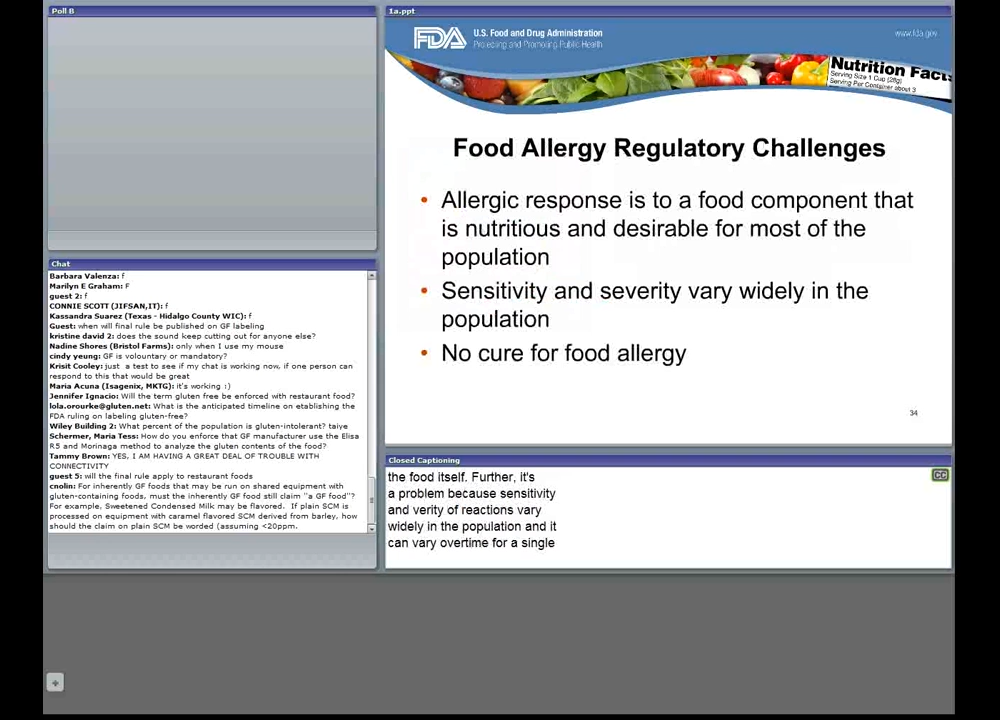 Poll B
Chat
Barbara Valenza: f
Marilyn E Graham: F
guest 2: f
CONNIE SCOTT (JIFSAN,IT): f
Kassandra Suarez (Texas - Hidalgo County WIC): f
Guest: when will final rule be published on GF labeling
kristine david 2: does the sound keep cutting out for anyone else?
Nadine Shores (Bristol Farms): only when I use my mouse
cindy yeung: GF is voluntary or mandatory?
Krisit Cooley: just a test to see if my chat is working now, if one person can
respond to this that would be great
Maria Acuna (Isagenix, MKTG): it's working :)
Jennifer Ignacio: Will the term gluten free be enforced with restaurant food?
lola.orourke@gluten.net: What is the anticipated timeline on etablishing the
FDA ruling on labeling gluten-free?
Wiley Building 2: What percent of the population is gluten-intolerant? taiye
Schermer, Maria Tess: How do you enforce that GF manufacturer use the Elisa
R5 and Morinaga method to analyze the gluten contents of the food?
Tammy Brown: YES, I AM HAVING A GREAT DEAL OF TROUBLE WITH
CONNECTIVITY
guest 5: will the final rule apply to restaurant foods
cnolin: For inherently GF foods that may be run on shared equipment with
gluten-containing foods, must the inherently GF food still claim "a GF food"?
For example, Sweetened Condensed Milk may be flavored. If plain SCM is
processed on equipment with caramel flavored SCM derived from barley, how
should the claim on plain SCM be worded (assuming <20ppm.
1a.ppt
FDA
U.S. Food and Drug Administration
Protecting and Promoting Public Health
www.fda.gov
Nutrition Facts
Serving Size 1 Cup (28g)
Serving Per Container about 3
Food Allergy Regulatory Challenges
• Allergic response is to a food component that
is nutritious and desirable for most of the
population
• Sensitivity and severity vary widely in the
population
• No cure for food allergy
34
Closed Captioning
CC
the food itself. Further, it's
a problem because sensitivity
and verity of reactions vary
widely in the population and it
can vary overtime for a single